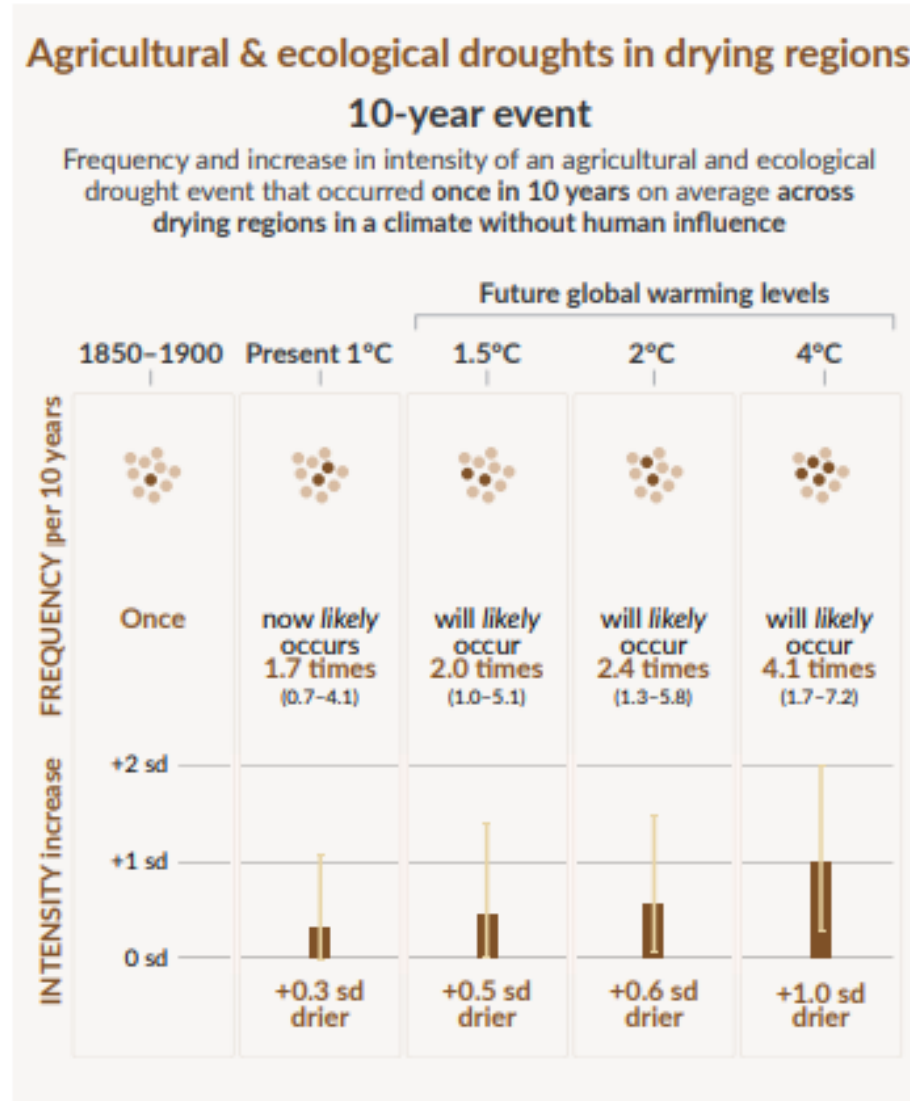 Agricultural & ecological droughts in drying regions
10-year event
Frequency and increase in intensity of an agricultural and ecological
drought event that occurred once in 10 years on average across
drying regions in a climate without human influence
Future global warming levels
1850–1900 Present 1°C 1.5°C 2°C 4°C
FREQUENCY per 10 years
Once
now likely
occurs
1.7 times
(0.7–4.1)
will likely
occur
2.0 times
(1.0–5.1)
will likely
occur
2.4 times
(1.3–5.8)
will likely
occur
4.1 times
(1.7–7.2)
INTENSITY increase
+2 sd
+1 sd
0 sd
+0.3 sd
drier
+0.5 sd
drier
+0.6 sd
drier
+1.0 sd
drier